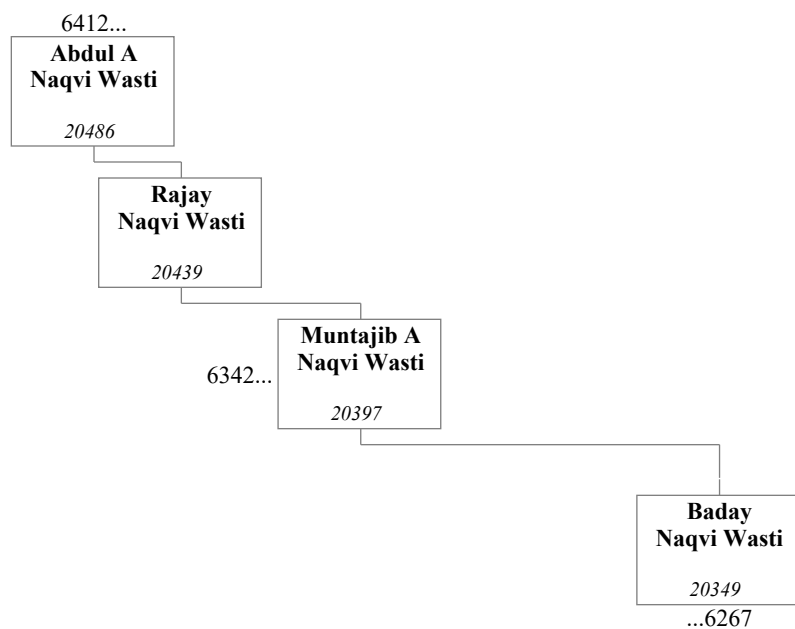 6412...
Abdul A
Naqvi Wasti
20486
Rajay
Naqvi Wasti
20439
Muntajib A
Naqvi Wasti
6342...
20397
Baday
Naqvi Wasti
20349
...6267